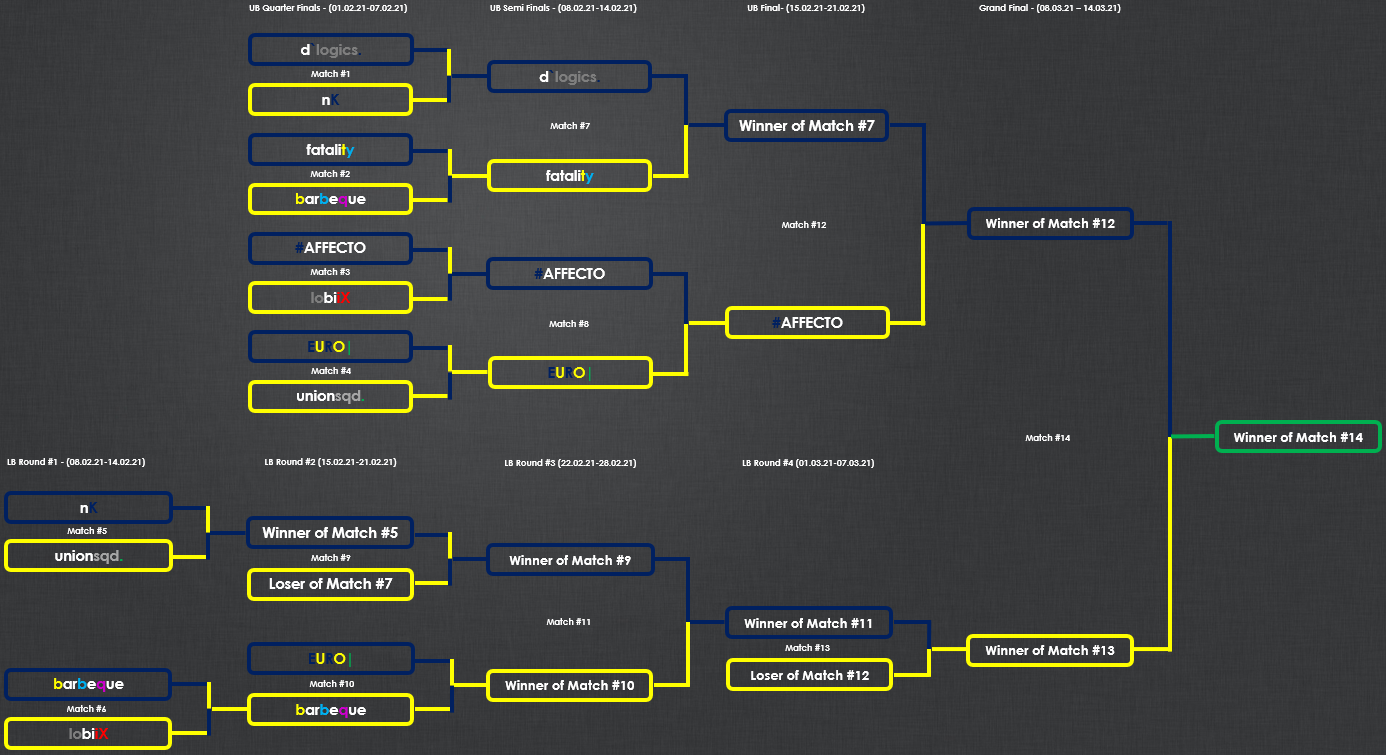 UB Quarter Finals - (01.02.21-07.02.21)
UB Semi Finals - (08.02.21-14.02.21)
UB Final- (15.02.21-21.02.21)
Grand Final - (08.03.21 – 14.03.21)
d`logics.
Match #1
nK
fatality
Match #2
barbeque
#AFFECTO
Match #3
lobiiX
EURO|
Match #4
unionsqd.
d`logics.
Match #7
fatality
#AFFECTO
Match #8
EURO|
Winner of Match #7
Match #12
#AFFECTO
Winner of Match #12
Match #14
Winner of Match #14
LB Round #1 - (08.02.21-14.02.21)
LB Round #2 (15.02.21-21.02.21)
LB Round #3 (22.02.21-28.02.21)
LB Round #4 (01.03.21-07.03.21)
nK
Match #5
unionsqd.
barbeque
Match #6
lobiiX
Winner of Match #5
Match #9
Loser of Match #7
EURO|
Match #10
barbeque
Winner of Match #9
Match #11
Winner of Match #10
Winner of Match #11
Match #13
Loser of Match #12
Winner of Match #13